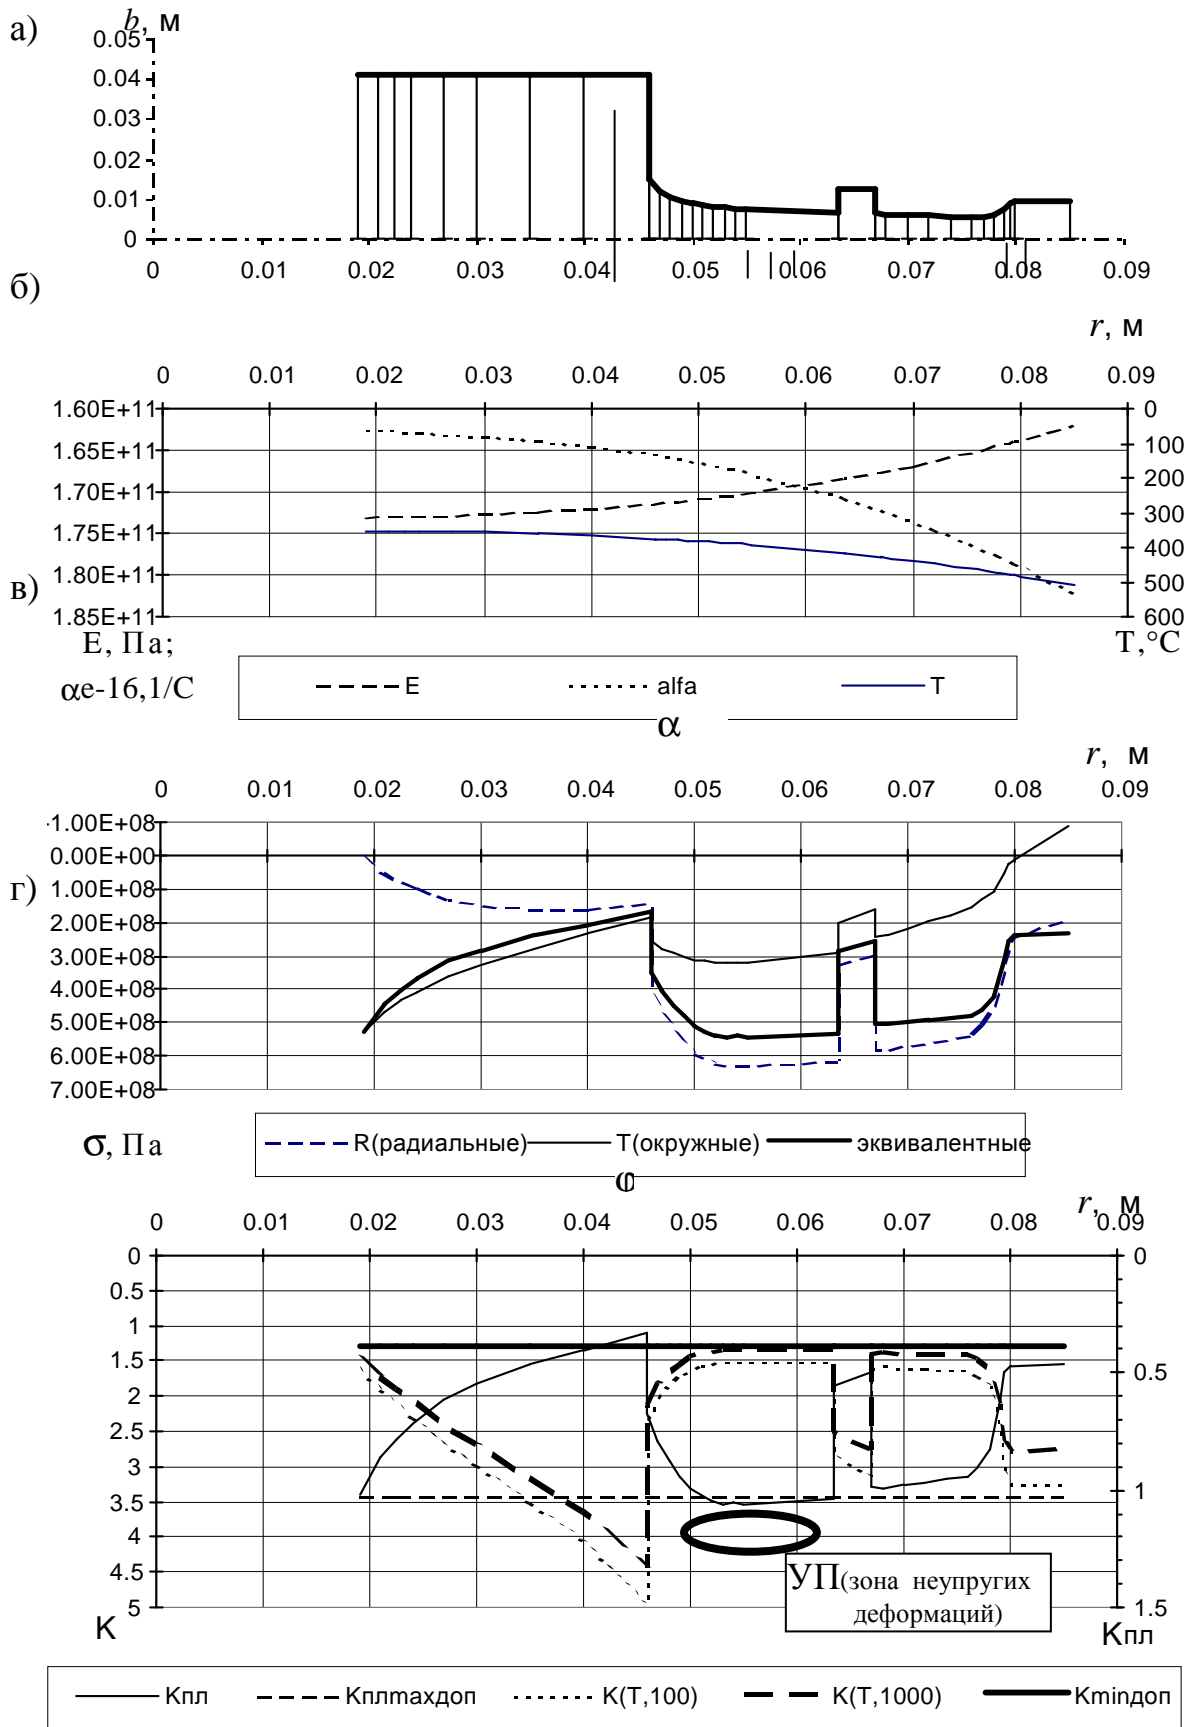 а)
b, м
0.05
0.04
0.03
0.02
0.01
0
0 0.02 0.03 0.04 0.05 0.06 0.07 0.08 0.09
б)
r, м
0 0.01 0.02 0.03 0.04 0.05 0.06 0.07 0.08 0.09
1.60E+11 0
1.65E+11 100
1.70E+11 200
1.75E+11 300
400
1.80E+11 500
1.85E+11 600
в)
E, Па; T,°C
αe-16,1/C
E alfa T
α
r, м
0 0.01 0.02 0.03 0.04 0.05 0.06 0.07 0.08 0.09
-1.00E+08
0.00E+00
г)
1.00E+08
2.00E+08
3.00E+08
4.00E+08
5.00E+08
6.00E+08
7.00E+08
σ, Па
R(радиальные) T(окружные) эквивалентные
φ
r, м
0 0.01 0.02 0.03 0.04 0.05 0.06 0.07 0.08 0.09
0 0
0.5
1
1.5 0.5
2
2.5
3
3.5 1
4
4.5
5 1.5
УП(зона неупругих
деформаций)
K Kпл
Kпл Kплmaxдоп K(T,100) K(T,1000) Kminдоп